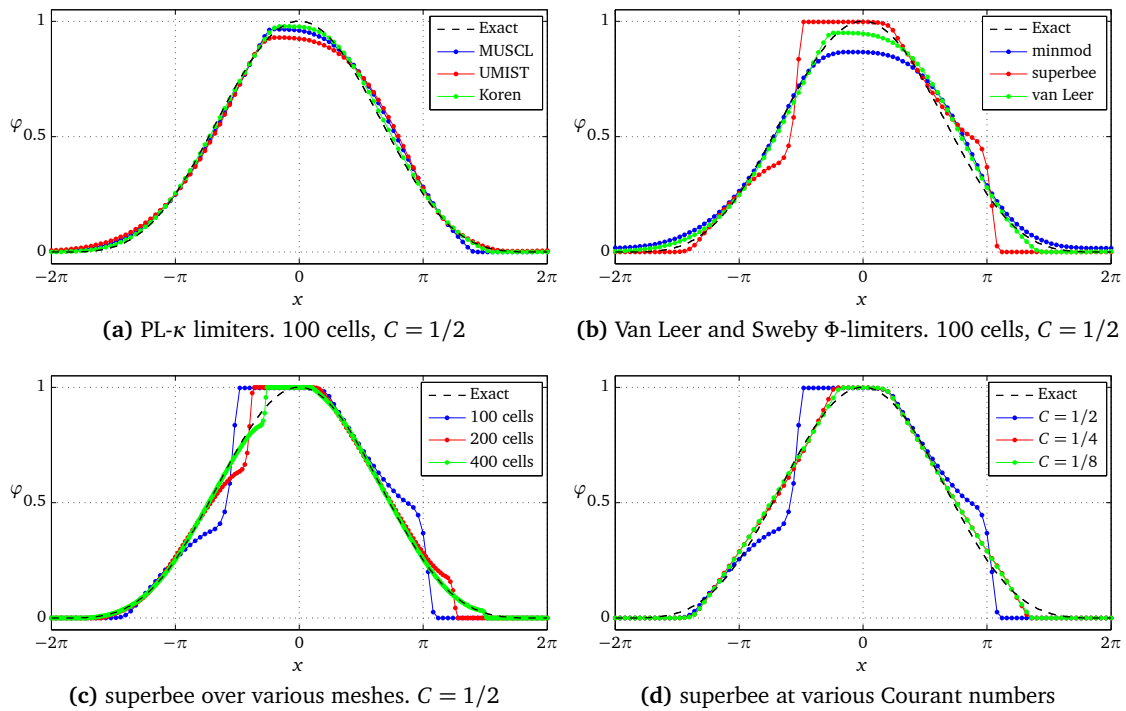 1
0.5
0
φ
−2π
−π
0
π
2π
x
Exact
MUSCL
UMIST
Koren
(a) PL-κ limiters. 100 cells, C = 1/2
1
0.5
0
φ
−2π
−π
0
π
2π
x
Exact
minmod
superbee
van Leer
(b) Van Leer and Sweby Φ-limiters. 100 cells, C = 1/2
1
0.5
0
φ
−2π
−π
0
π
2π
x
Exact
100 cells
200 cells
400 cells
(c) superbee over various meshes. C = 1/2
1
0.5
0
φ
−2π
−π
0
π
2π
x
Exact
C = 1/2
C = 1/4
C = 1/8
(d) superbee at various Courant numbers